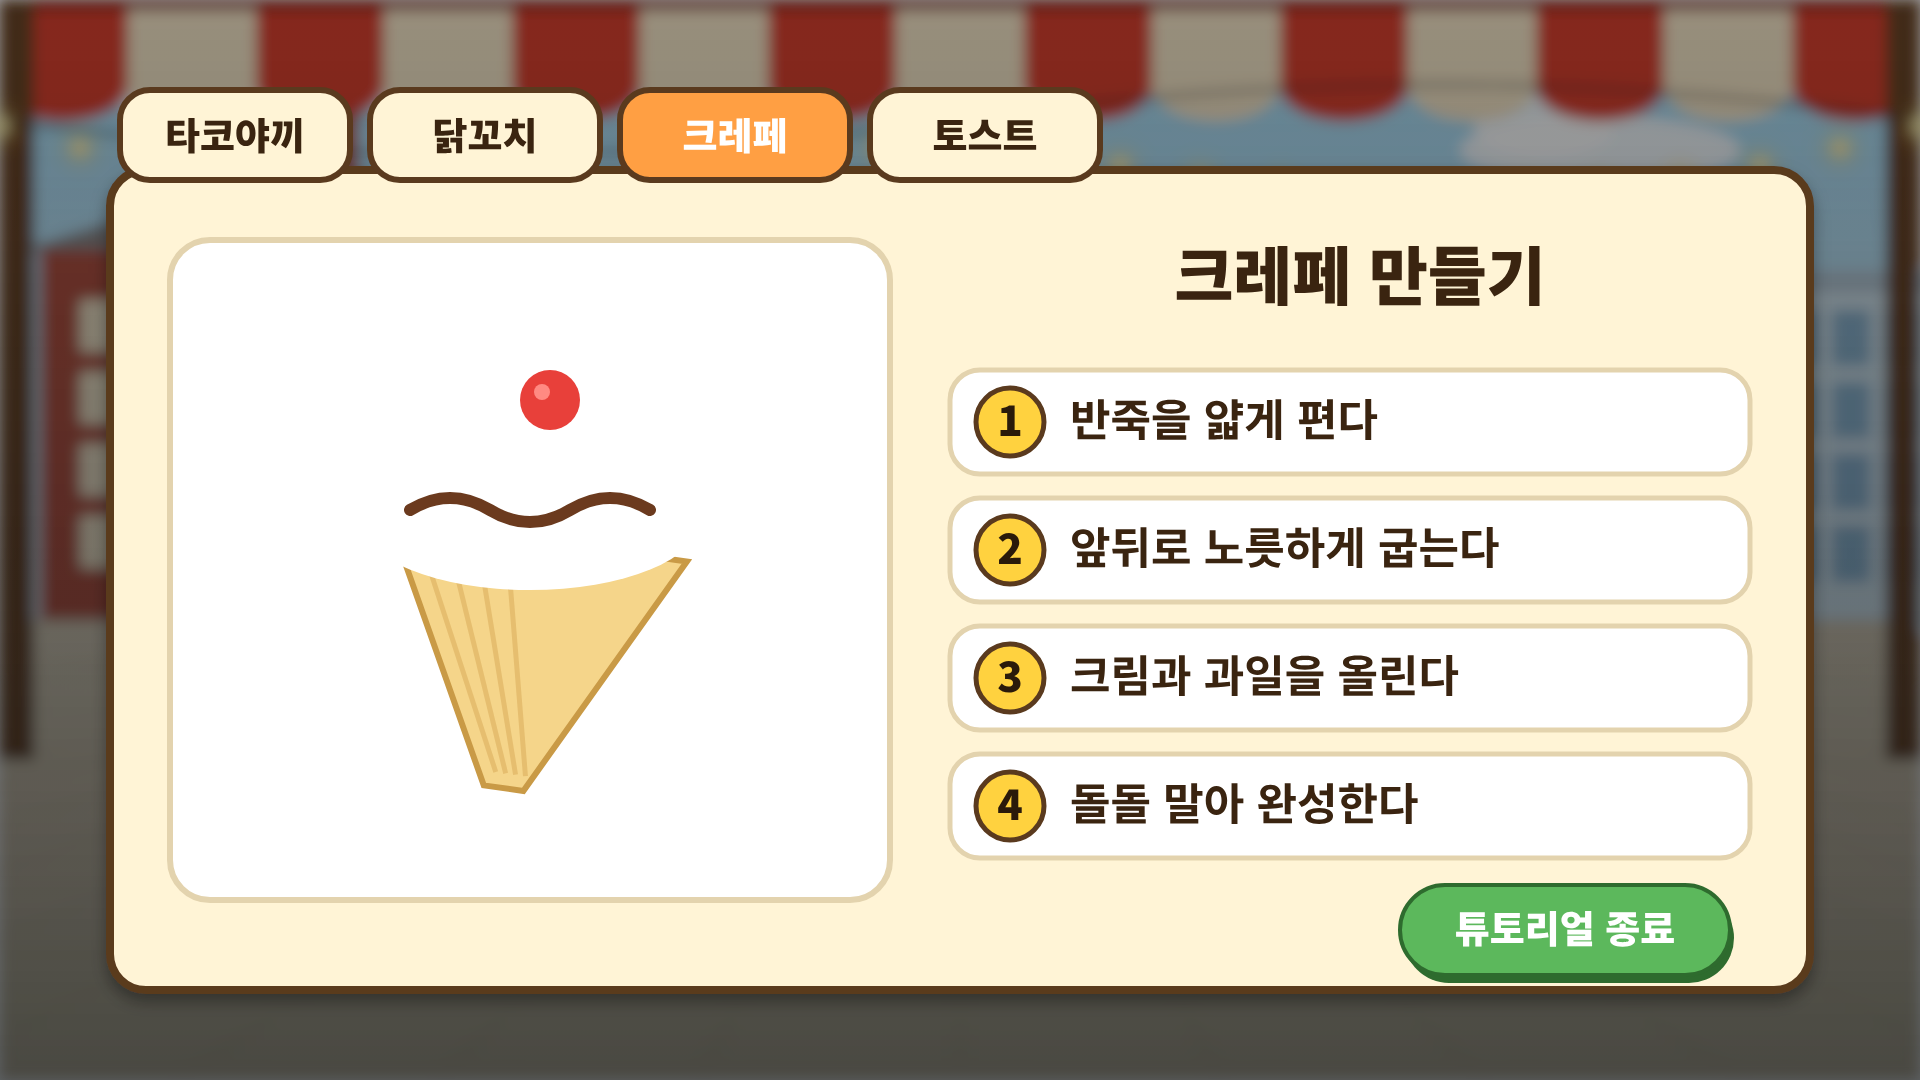 타코야끼
닭꼬치
크레페
토스트
크레페 만들기
1 반죽을 얇게 편다
2 앞뒤로 노릇하게 굽는다
3 크림과 과일을 올린다
4 돌돌 말아 완성한다
튜토리얼 종료